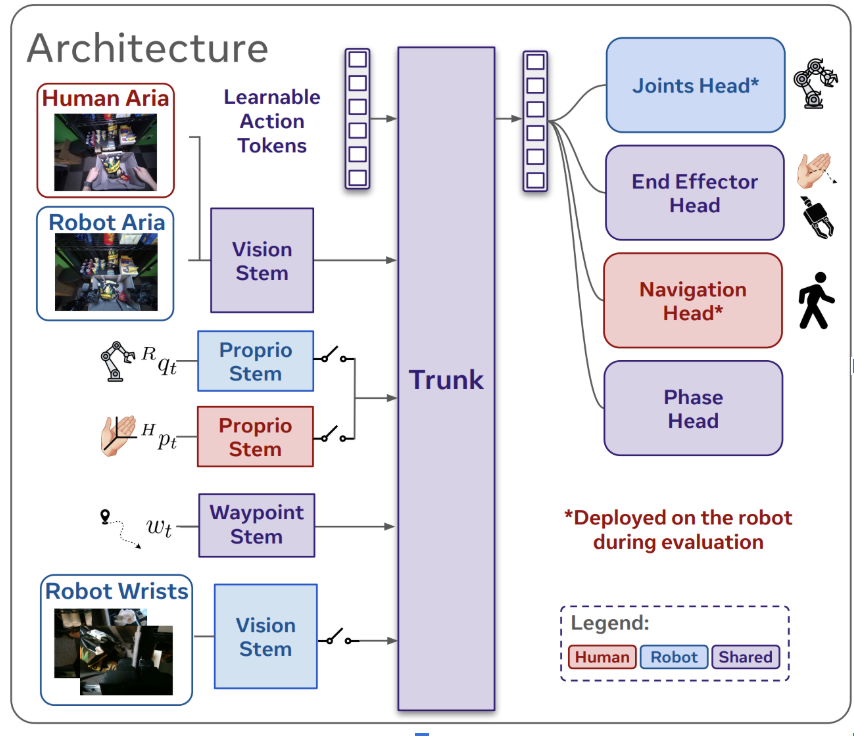 Architecture
Human Aria
Learnable
Action
Tokens
Robot Aria
Vision
Stem
R q_t
Proprio
Stem
H p_t
Proprio
Stem
w_t
Waypoint
Stem
Robot Wrists
Vision
Stem
Trunk
Joints Head*
End Effector
Head
Navigation
Head*
Phase
Head
*Deployed on the robot
during evaluation
Legend:
Human Robot Shared